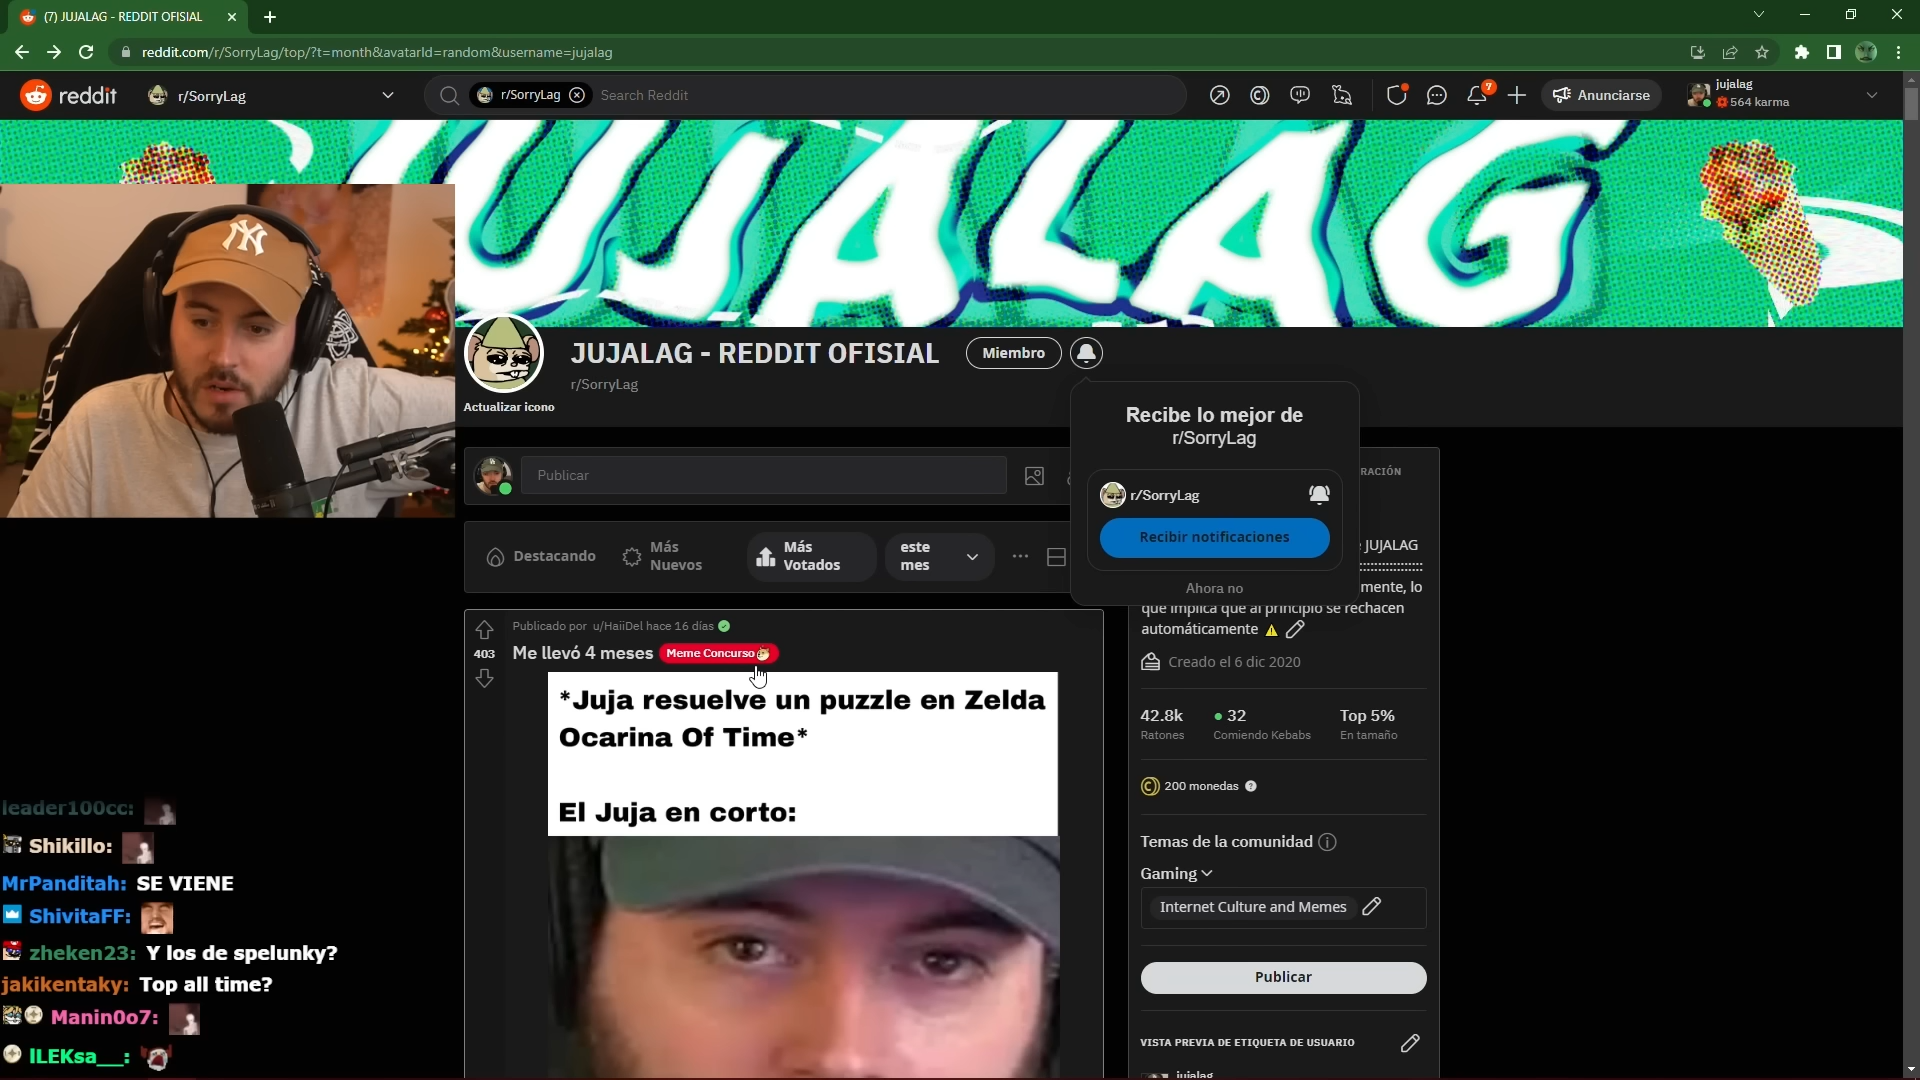 (7) JUJALAG - REDDIT OFISIAL
reddit.com/r/SorryLag/top/?t=month&avatarId=random&username=jujalag
reddit
r/SorryLag
r/SorryLag
Search Reddit
7
Anunciarse
jujalag
564 karma
JUJALAG
NY
JUJALAG - REDDIT OFISIAL
Miembro
r/SorryLag
Actualizar icono
Recibe lo mejor de
r/SorryLag
r/SorryLag
Recibir notificaciones
Ahora no
Publicar
Destacando
Más
Nuevos
Más
Votados
este
mes
RACIÓN
JUJALAG
mente, lo
que implica que al principio se rechacen
automáticamente
Creado el 6 dic 2020
42.8k
Ratones
32
Comiendo Kebabs
Top 5%
En tamaño
200 monedas
Temas de la comunidad
Gaming
Internet Culture and Memes
Publicar
VISTA PREVIA DE ETIQUETA DE USUARIO
jujalag
Publicado por u/HaiiDel hace 16 días
403
Me llevó 4 meses
Meme Concurso
*Juja resuelve un puzzle en Zelda
Ocarina Of Time*
El Juja en corto:
leader100cc:
Shikillo:
MrPanditah: SE VIENE
ShivitaFF:
zheken23: Y los de spelunky?
jakikentaky: Top all time?
Manin0o7:
lLEKsa__: